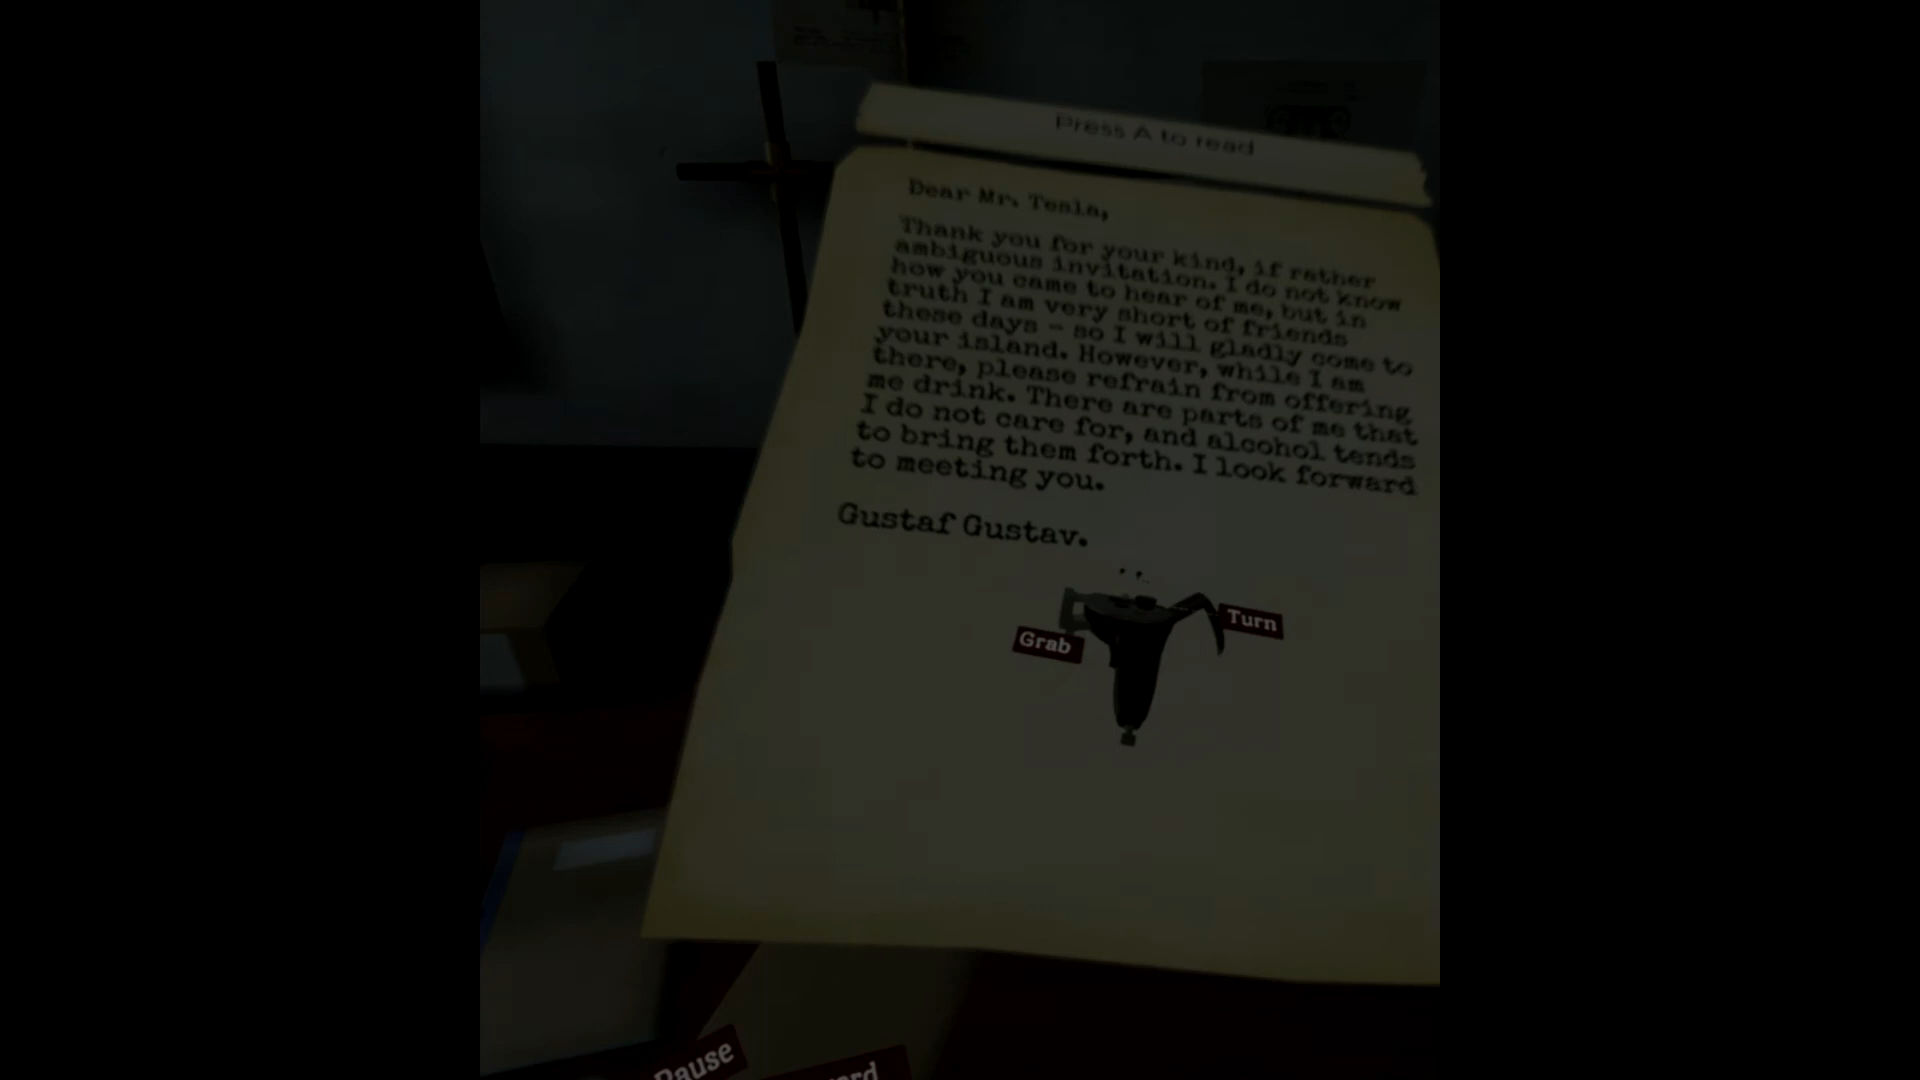 Press A to read
Dear Mr. Tesla,
Thank you for your kind, if rather
ambiguous invitation. I do not know
how you came to hear of me, but in
truth I am very short of friends
these days - so I will gladly come to
your island. However, while I am
there, please refrain from offering
me drink. There are parts of me that
I do not care for, and alcohol tends
to bring them forth. I look forward
to meeting you.
Gustaf Gustav.
Turn
Grab
Pause